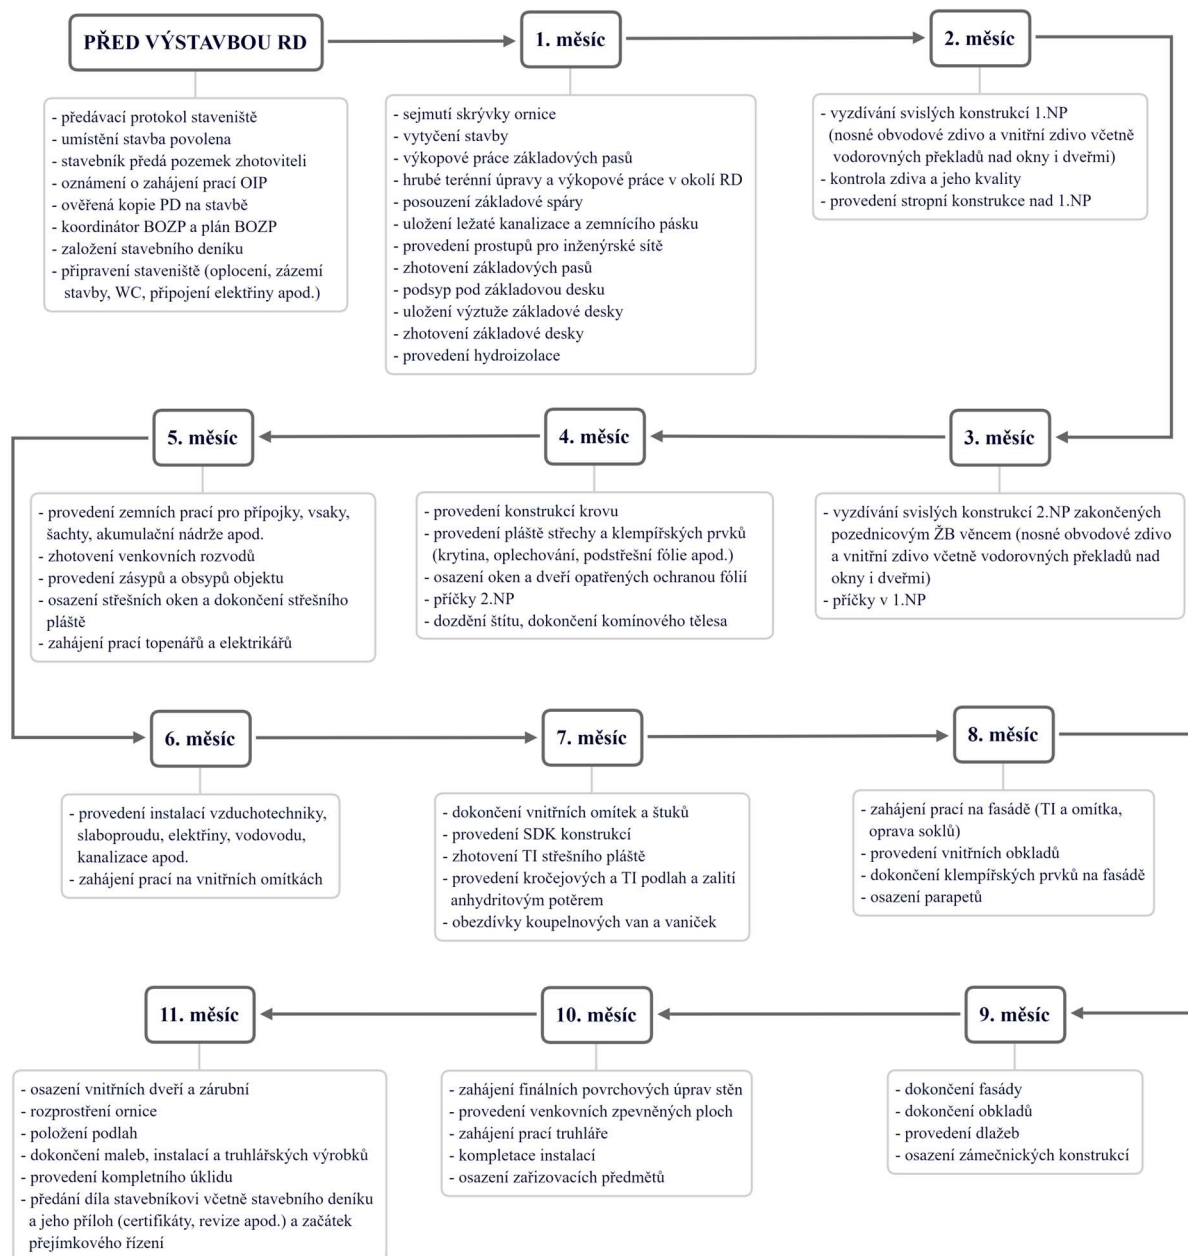 PŘED VÝSTAVBOU RD
- předávací protokol staveniště
- umístění stavba povolena
- stavebník předá pozemek zhotoviteli
- oznámení o zahájení prací OIP
- ověřená kopie PD na stavbě
- koordinátor BOZP a plán BOZP
- založení stavebního deníku
- připravení staveniště (oplocení, zázemí
stavby, WC, připojení elektřiny apod.)
1. měsíc
- sejmutí skrývky ornice
- vytyčení stavby
- výkopové práce základových pasů
- hrubé terénní úpravy a výkopové práce v okolí RD
- posouzení základové spáry
- uložení ležaté kanalizace a zemnícího pásku
- provedení prostupů pro inženýrské sítě
- zhotovení základových pasů
- podsyp pod základovou desku
- uložení výztuže základové desky
- zhotovení základové desky
- provedení hydroizolace
2. měsíc
- vyzdívání svislých konstrukcí 1.NP
(nosné obvodové zdivo a vnitřní zdivo včetně
vodorovných překladů nad okny i dveřmi)
- kontrola zdiva a jeho kvality
- provedení stropní konstrukce nad 1.NP
3. měsíc
- vyzdívání svislých konstrukcí 2.NP zakončených
pozednicovým ŽB věncem (nosné obvodové zdivo
a vnitřní zdivo včetně vodorovných překladů nad
okny i dveřmi)
- příčky v 1.NP
4. měsíc
- provedení konstrukcí krovu
- provedení pláště střechy a klempířských prvků
(krytina, oplechování, podstřešní fólie apod.)
- osazení oken a dveří opatřených ochranou fólií
- příčky 2.NP
- dozdění štítu, dokončení komínového tělesa
5. měsíc
- provedení zemních prací pro přípojky, vsaky,
šachty, akumulační nádrže apod.
- zhotovení venkovních rozvodů
- provedení zásypů a obsypů objektu
- osazení střešních oken a dokončení střešního
pláště
- zahájení prací topenářů a elektrikářů
6. měsíc
- provedení instalací vzduchotechniky,
slaboproudu, elektřiny, vodovodu,
kanalizace apod.
- zahájení prací na vnitřních omítkách
7. měsíc
- dokončení vnitřních omítek a štuků
- provedení SDK konstrukcí
- zhotovení TI střešního pláště
- provedení kročejových a TI podlah a zalití
anhydritovým potěrem
- obezdívky koupelnových van a vaniček
8. měsíc
- zahájení prací na fasádě (TI a omítka,
oprava soklů)
- provedení vnitřních obkladů
- dokončení klempířských prvků na fasádě
- osazení parapetů
9. měsíc
- dokončení fasády
- dokončení obkladů
- provedení dlažeb
- osazení zámečnických konstrukcí
10. měsíc
- zahájení finálních povrchových úprav stěn
- provedení venkovních zpevněných ploch
- zahájení prací truhláře
- kompletace instalací
- osazení zařizovacích předmětů
11. měsíc
- osazení vnitřních dveří a zárubní
- rozprostření ornice
- položení podlah
- dokončení maleb, instalací a truhlářských výrobků
- provedení kompletního úklidu
- předání díla stavebníkovi včetně stavebního deníku
a jeho příloh (certifikáty, revize apod.) a začátek
přejímkového řízení